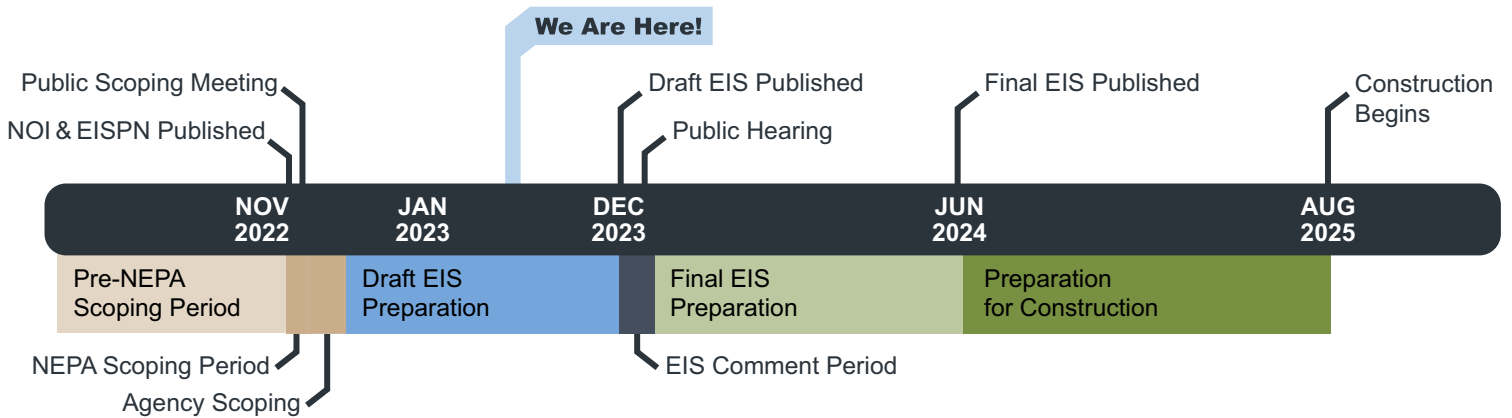 We Are Here!
Public Scoping Meeting
Draft EIS Published
Final EIS Published
Construction
Begins
NOI & EISPN Published
Public Hearing
NOV
2022
JAN
2023
DEC
2023
JUN
2024
AUG
2025
Pre-NEPA
Scoping Period
Draft EIS
Preparation
Final EIS
Preparation
Preparation
for Construction
NEPA Scoping Period
EIS Comment Period
Agency Scoping